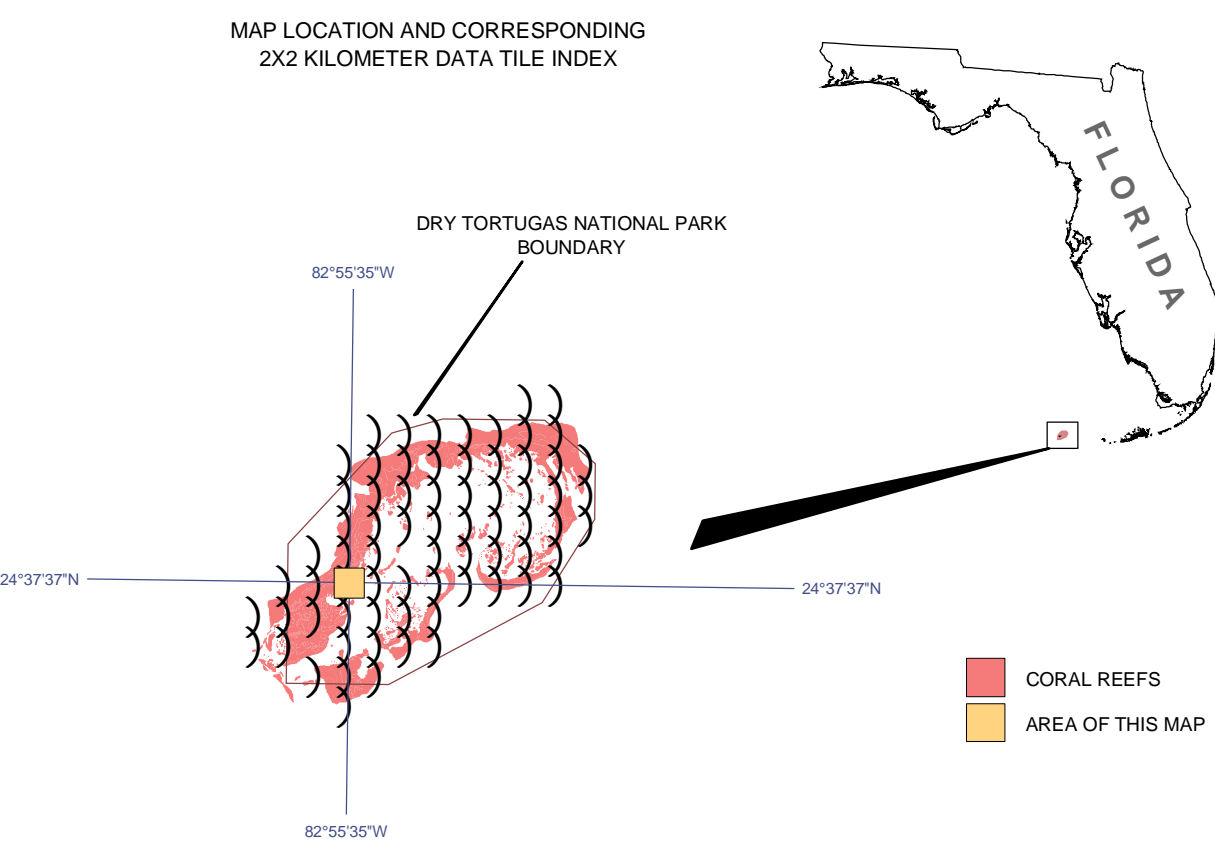 MAP LOCATION AND CORRESPONDING
2X2 KILOMETER DATA TILE INDEX
FLORIDA
DRY TORTUGAS NATIONAL PARK
BOUNDARY
82°55'35"W
24°37'37"N
24°37'37"N
CORAL REEFS
AREA OF THIS MAP
82°55'35"W